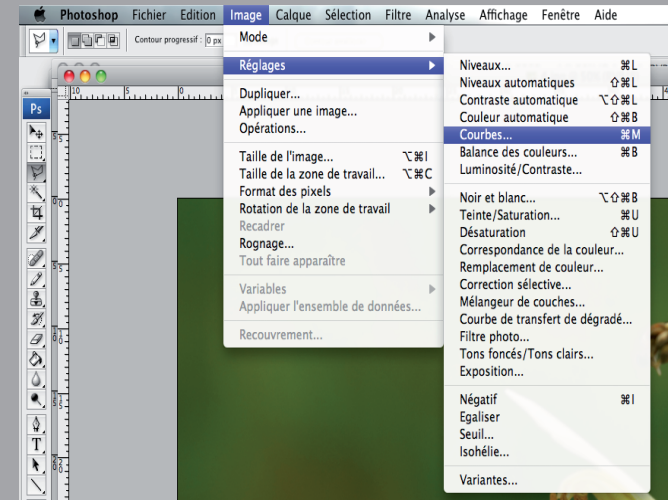 Photoshop Fichier Edition Image Calque Sélection Filtre Analyse Affichage Fenêtre Aide
Contour progressif : 0 px
Mode
Réglages
Dupliquer...
Appliquer une image...
Opérations...
Taille de l'image... ⌥⌘I
Taille de la zone de travail... ⌥⌘C
Format des pixels
Rotation de la zone de travail
Recadrer
Rognage...
Tout faire apparaître
Variables
Appliquer l'ensemble de données...
Recouvrement...
Niveaux... ⌘L
Niveaux automatiques ⇧⌘L
Contraste automatique ⌥⇧⌘L
Couleur automatique ⇧⌘B
Courbes... ⌘M
Balance des couleurs... ⌘B
Luminosité/Contraste...
Noir et blanc... ⌥⇧⌘B
Teinte/Saturation... ⌘U
Désaturation ⇧⌘U
Correspondance de la couleur...
Remplacement de couleur...
Correction sélective...
Mélangeur de couches...
Courbe de transfert de dégradé...
Filtre photo...
Tons foncés/Tons clairs...
Exposition...
Négatif ⌘I
Egaliser
Seuil...
Isohélie...
Variantes...
10 5 0
Ps
T